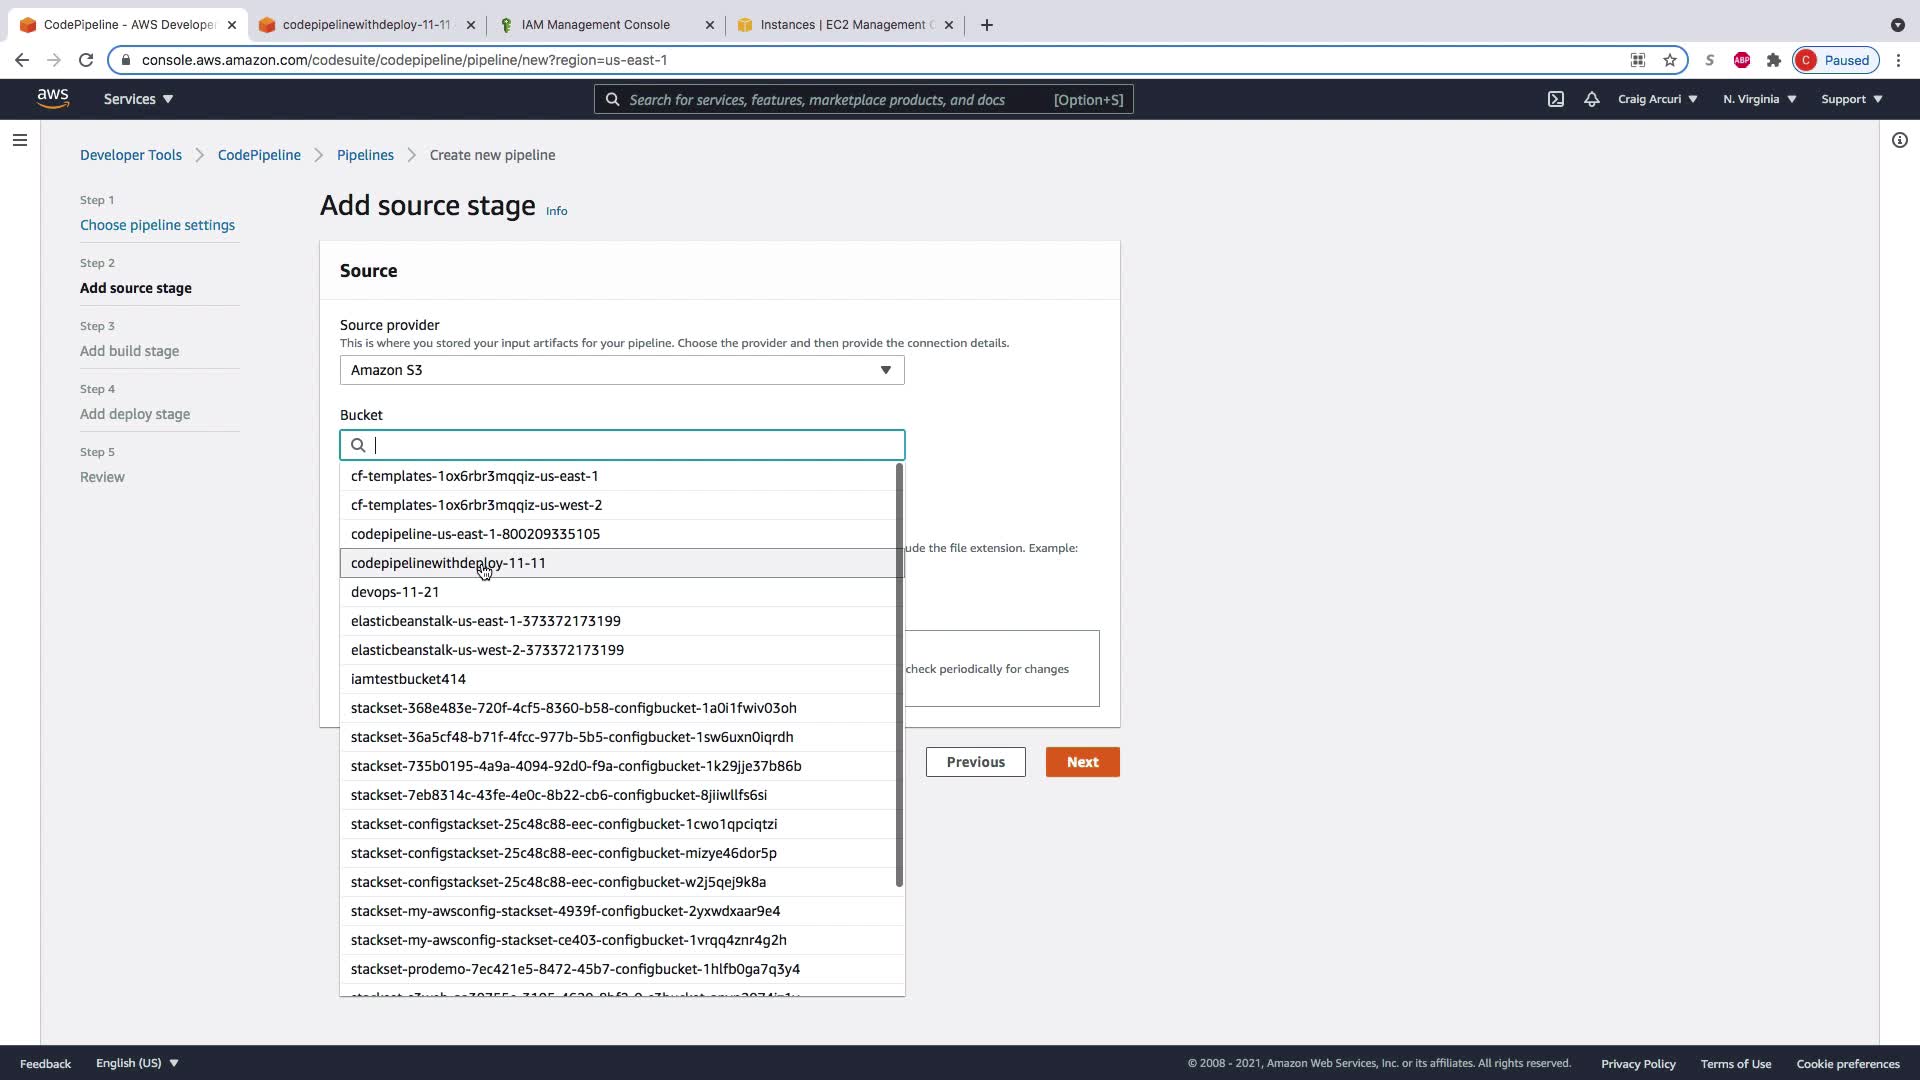 CodePipeline - AWS Developer
codepipelinewithdeploy-11-11
IAM Management Console
Instances | EC2 Management C
console.aws.amazon.com/codesuite/codepipeline/pipeline/new?region=us-east-1
S
ABP
C
Paused
aws
Services
Search for services, features, marketplace products, and docs
[Option+S]
Craig Arcuri
N. Virginia
Support
Developer Tools
CodePipeline
Pipelines
Create new pipeline
Step 1
Choose pipeline settings
Step 2
Add source stage
Step 3
Add build stage
Step 4
Add deploy stage
Step 5
Review
Add source stage Info
Source
Source provider
This is where you stored your input artifacts for your pipeline. Choose the provider and then provide the connection details.
Amazon S3
Bucket
cf-templates-1ox6rbr3mqqiz-us-east-1
cf-templates-1ox6rbr3mqqiz-us-west-2
codepipeline-us-east-1-800209335105
ude the file extension. Example:
codepipelinewithdeploy-11-11
devops-11-21
elasticbeanstalk-us-east-1-373372173199
elasticbeanstalk-us-west-2-373372173199
check periodically for changes
iamtestbucket414
stackset-368e483e-720f-4cf5-8360-b58-configbucket-1a0i1fwiv03oh
stackset-36a5cf48-b71f-4fcc-977b-5b5-configbucket-1sw6uxn0iqrdh
stackset-735b0195-4a9a-4094-92d0-f9a-configbucket-1k29jje37b86b
stackset-7eb8314c-43fe-4e0c-8b22-cb6-configbucket-8jiiwllfs6si
stackset-configstackset-25c48c88-eec-configbucket-1cwo1qpciqtzi
stackset-configstackset-25c48c88-eec-configbucket-mizye46dor5p
stackset-configstackset-25c48c88-eec-configbucket-w2j5qej9k8a
stackset-my-awsconfig-stackset-4939f-configbucket-2yxwdxaar9e4
stackset-my-awsconfig-stackset-ce403-configbucket-1vrqq4znr4g2h
stackset-prodemo-7ec421e5-8472-45b7-configbucket-1hlfb0ga7q3y4
Previous
Next
Feedback
English (US)
© 2008 - 2021, Amazon Web Services, Inc. or its affiliates. All rights reserved.
Privacy Policy
Terms of Use
Cookie preferences